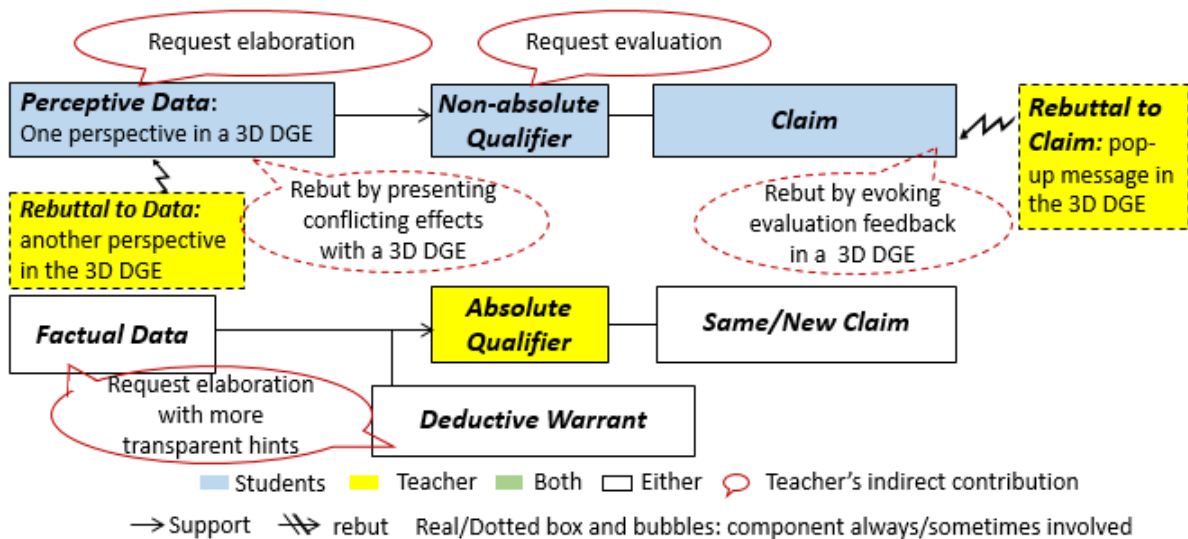 Request elaboration
Request evaluation
Perceptive Data:
One perspective in a 3D DGE
Non-absolute
Qualifier
Claim
Rebuttal to
Claim: pop-
up message in
the 3D DGE
Rebuttal to Data:
another perspective
in the 3D DGE
Rebut by presenting
conflicting effects
with a 3D DGE
Rebut by evoking
evaluation feedback
in a 3D DGE
Factual Data
Absolute
Qualifier
Same/New Claim
Request elaboration
with more
transparent hints
Deductive Warrant
Students
Teacher
Both
Either
Teacher's indirect contribution
Support
rebut
Real/Dotted box and bubbles: component always/sometimes involved